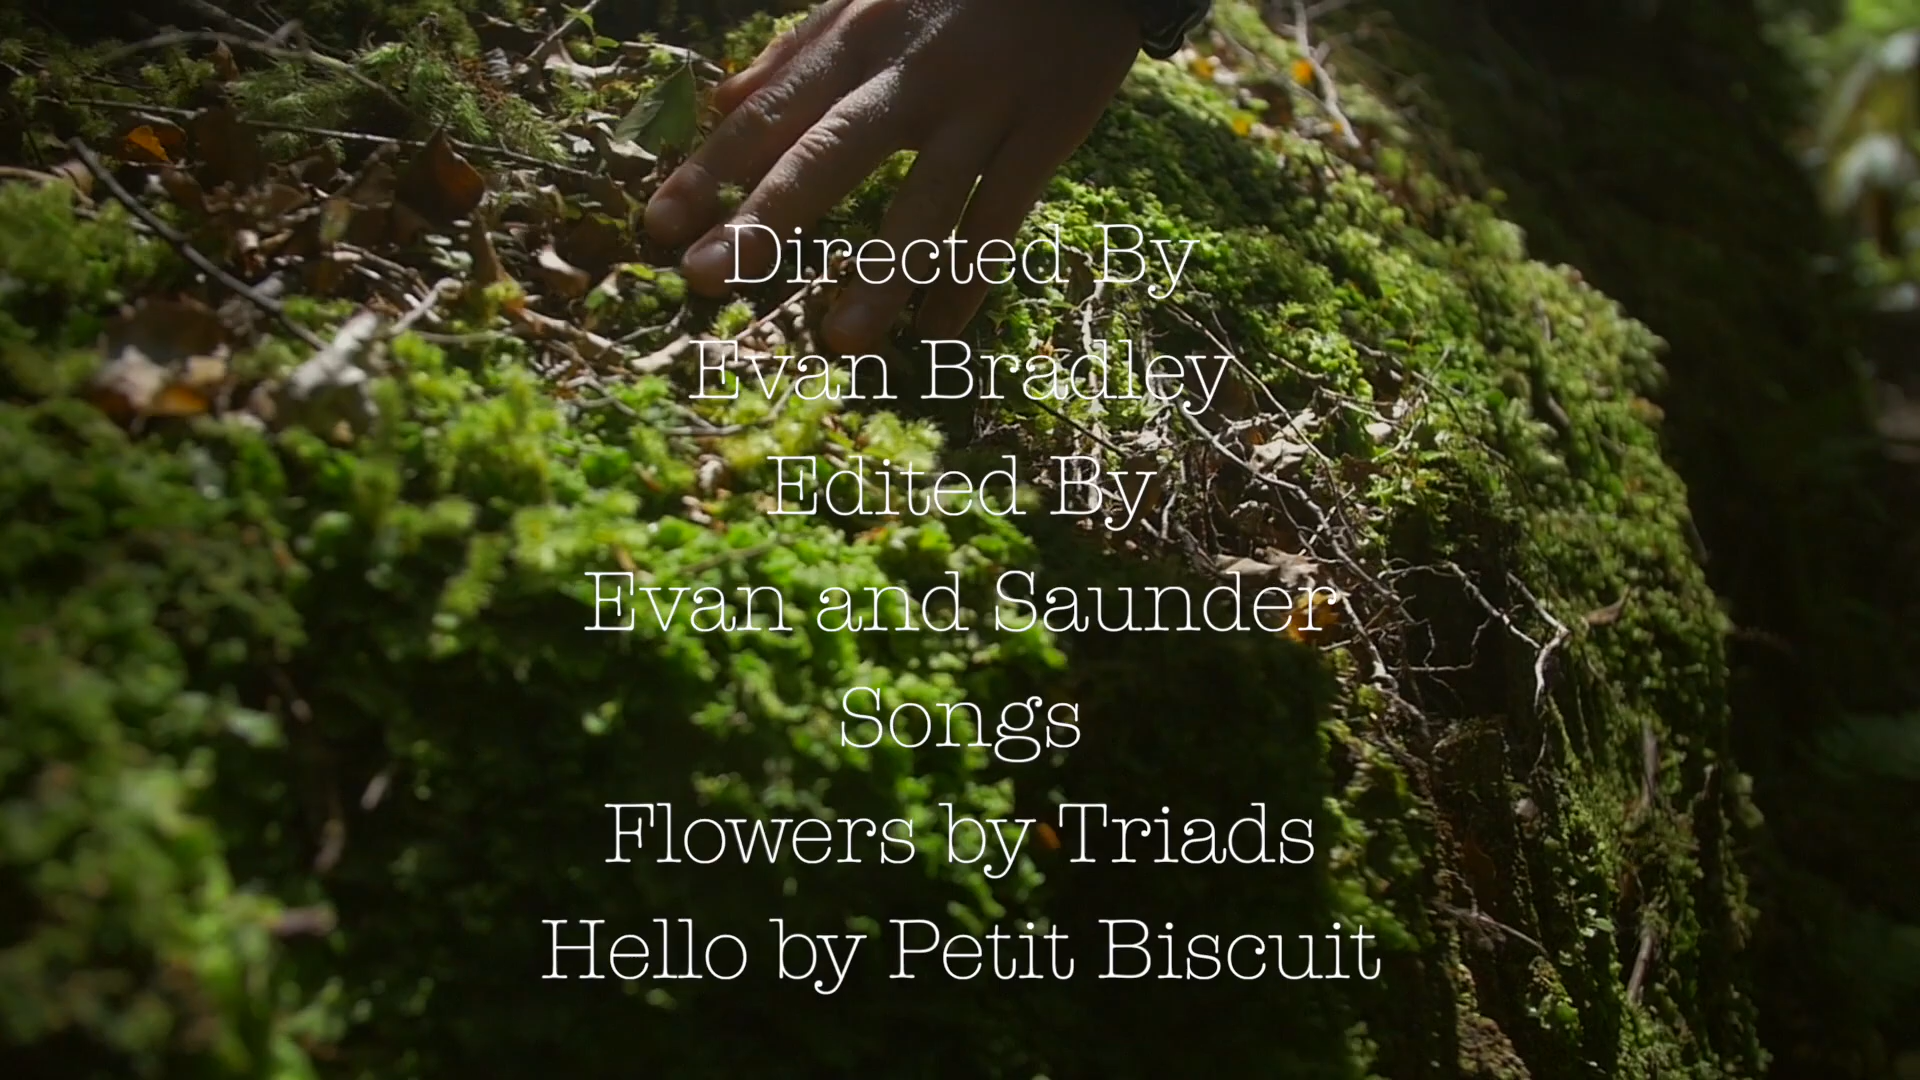 Directed By
Evan Bradley
Edited By
Evan and Saunder
Songs
Flowers by Triads
Hello by Petit Biscuit